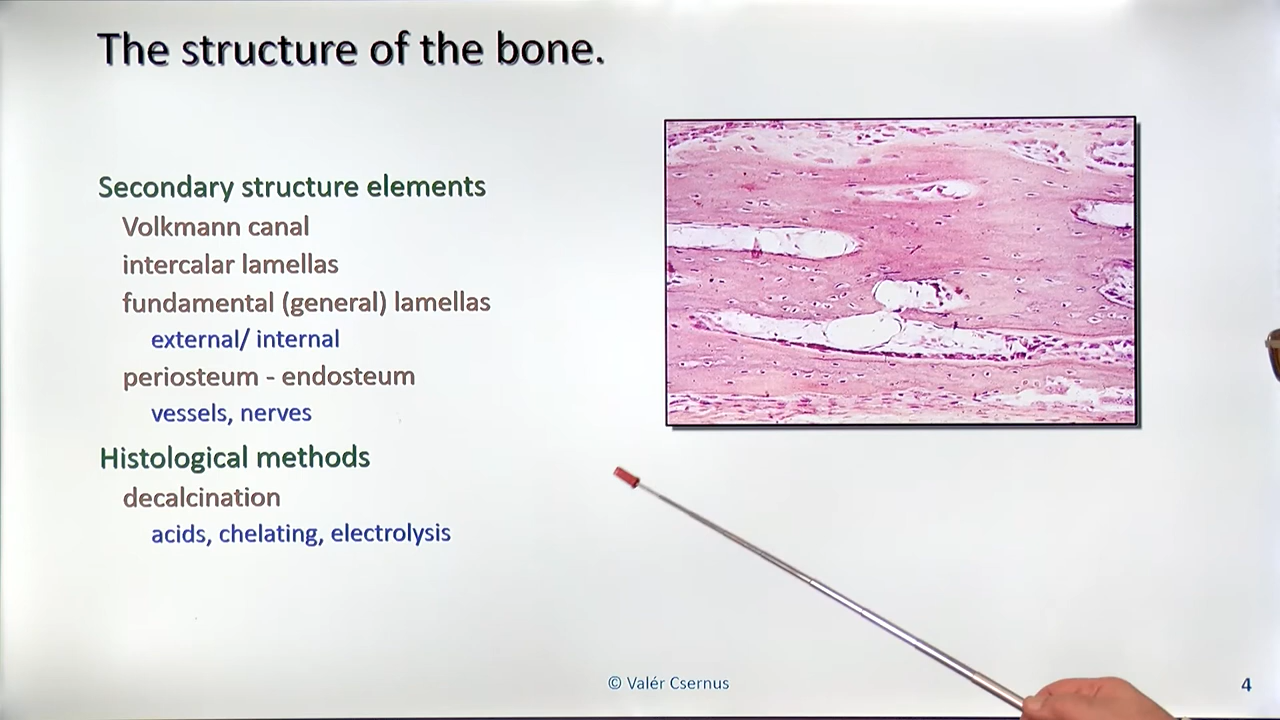 The structure of the bone.
Secondary structure elements
Volkmann canal
intercalar lamellas
fundamental (general) lamellas
external/ internal
periosteum - endosteum
vessels, nerves
Histological methods
decalcination
acids, chelating, electrolysis
© Valér Csernus
4